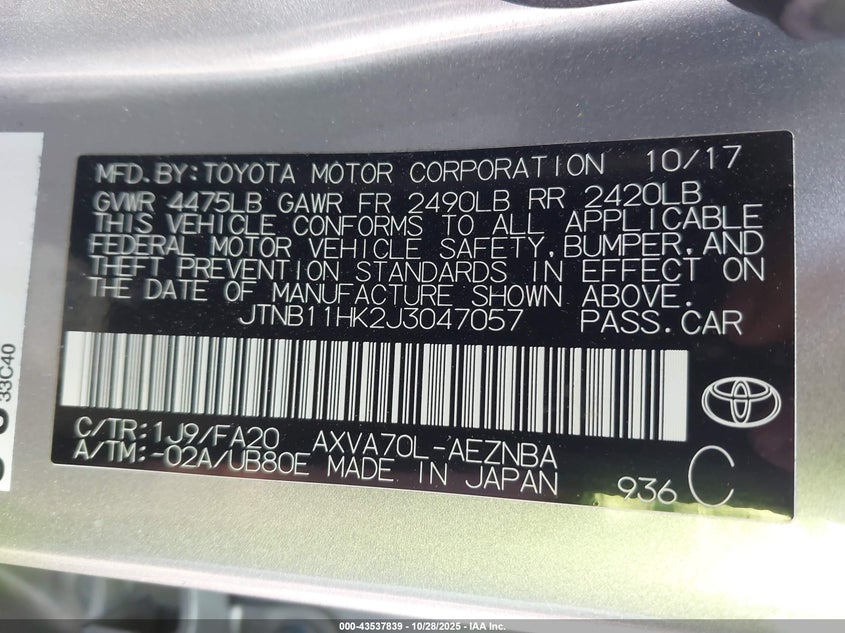 MFD.BY:TOYOTA MOTOR CORPORATION 10/17
GVWR 4475LB GAWR FR 2490LB RR 2420LB
THIS VEHICLE CONFORMS TO ALL APPLICABLE
FEDERAL MOTOR VEHICLE SAFETY,BUMPER,AND
THEFT PREVENTION STANDARDS IN EFFECT ON
THE DATE OF MANUFACTURE SHOWN ABOVE.
JTNB11HK2J3047057 PASS.CAR
C/TR:1J9/FA20 AXVA70L-AEZNBA
A/TM:-02A/UB80E MADE IN JAPAN
936 C
33C40
000-43537839 - 10/28/2025 - IAA Inc.